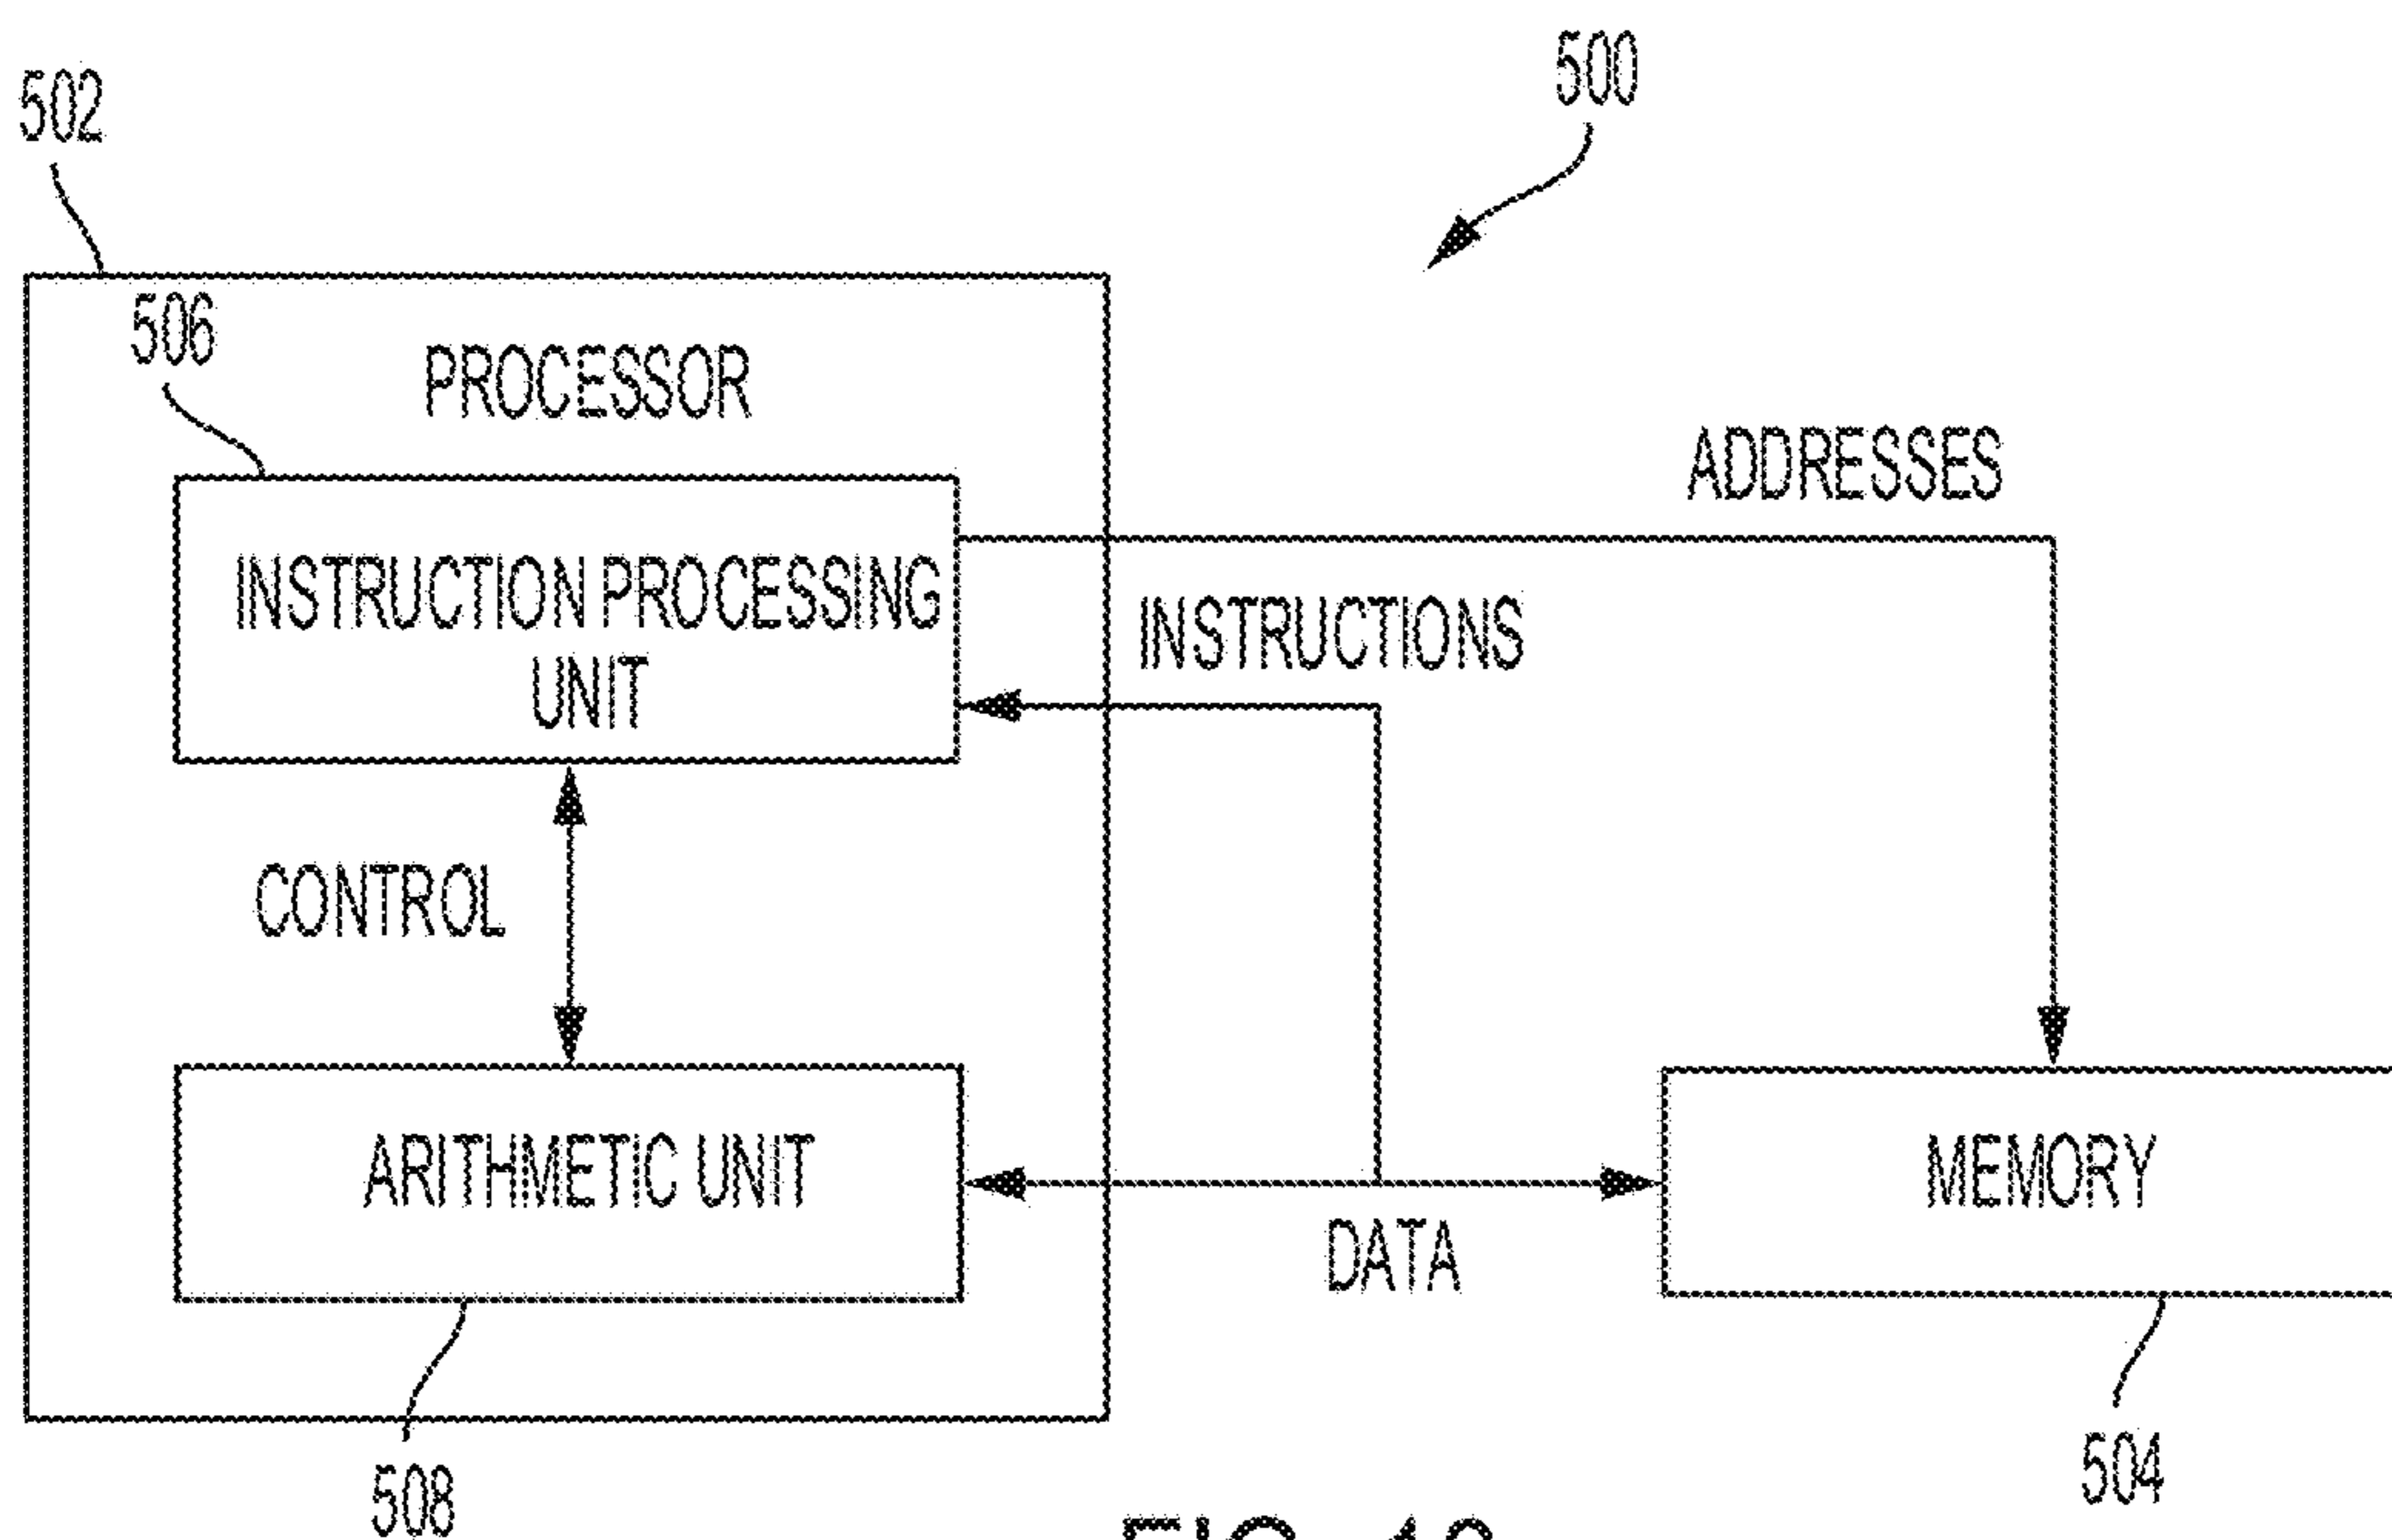 500
502
506
PROCESSOR
ADDRESSES
INSTRUCTION PROCESSING
UNIT
INSTRUCTIONS
CONTROL
ARITHMETIC UNIT
MEMORY
DATA
504
508